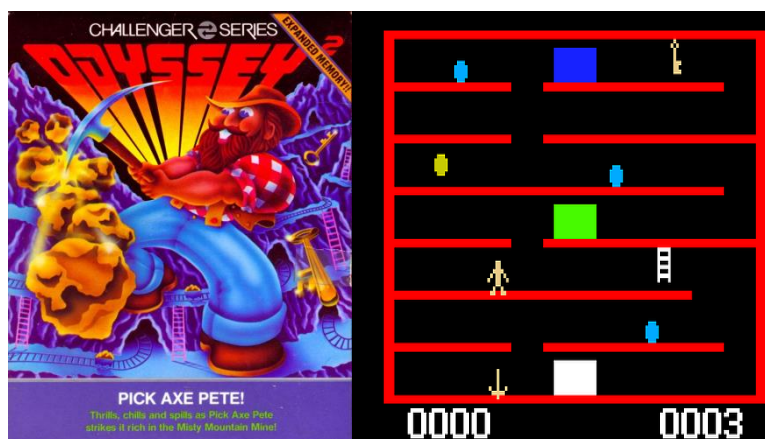 CHALLENGER SERIES
EXPANDED MEMORY!!
ODYSSEY²
PICK AXE PETE!
Thrills, chills and spills as Pick Axe Pete
strikes it rich in the Misty Mountain Mine!
0000 0003